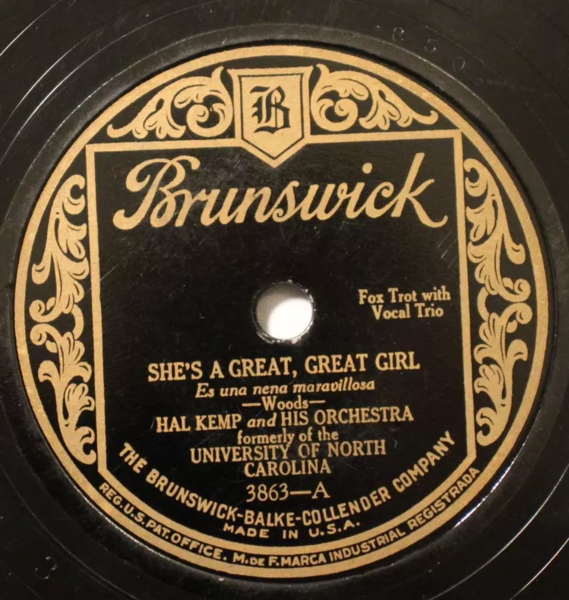 B
Brunswick
Fox Trot with
Vocal Trio
SHE'S A GREAT, GREAT GIRL
Es una nena maravillosa
—Woods—
HAL KEMP and HIS ORCHESTRA
formerly of the
UNIVERSITY OF NORTH
CAROLINA
3863—A
THE BRUNSWICK-BALKE-COLLENDER COMPANY
MADE IN U.S.A.
REG. U.S. PAT. OFFICE. M. DE F. MARCA INDUSTRIAL REGISTRADA